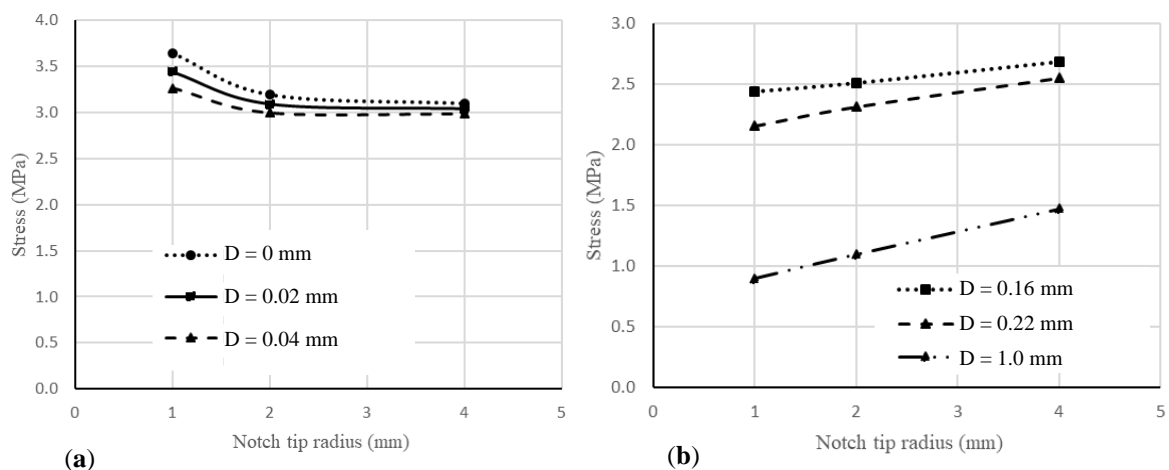 4.0
3.5
3.0
2.5
2.0
1.5
1.0
0.5
0.0
Stress (MPa)
D = 0 mm
D = 0.02 mm
D = 0.04 mm
0 1 2 3 4 5
Notch tip radius (mm)
(a)
3.0
2.5
2.0
1.5
1.0
0.5
0.0
Stress (MPa)
D = 0.16 mm
D = 0.22 mm
D = 1.0 mm
0 1 2 3 4 5
Notch tip radius (mm)
(b)